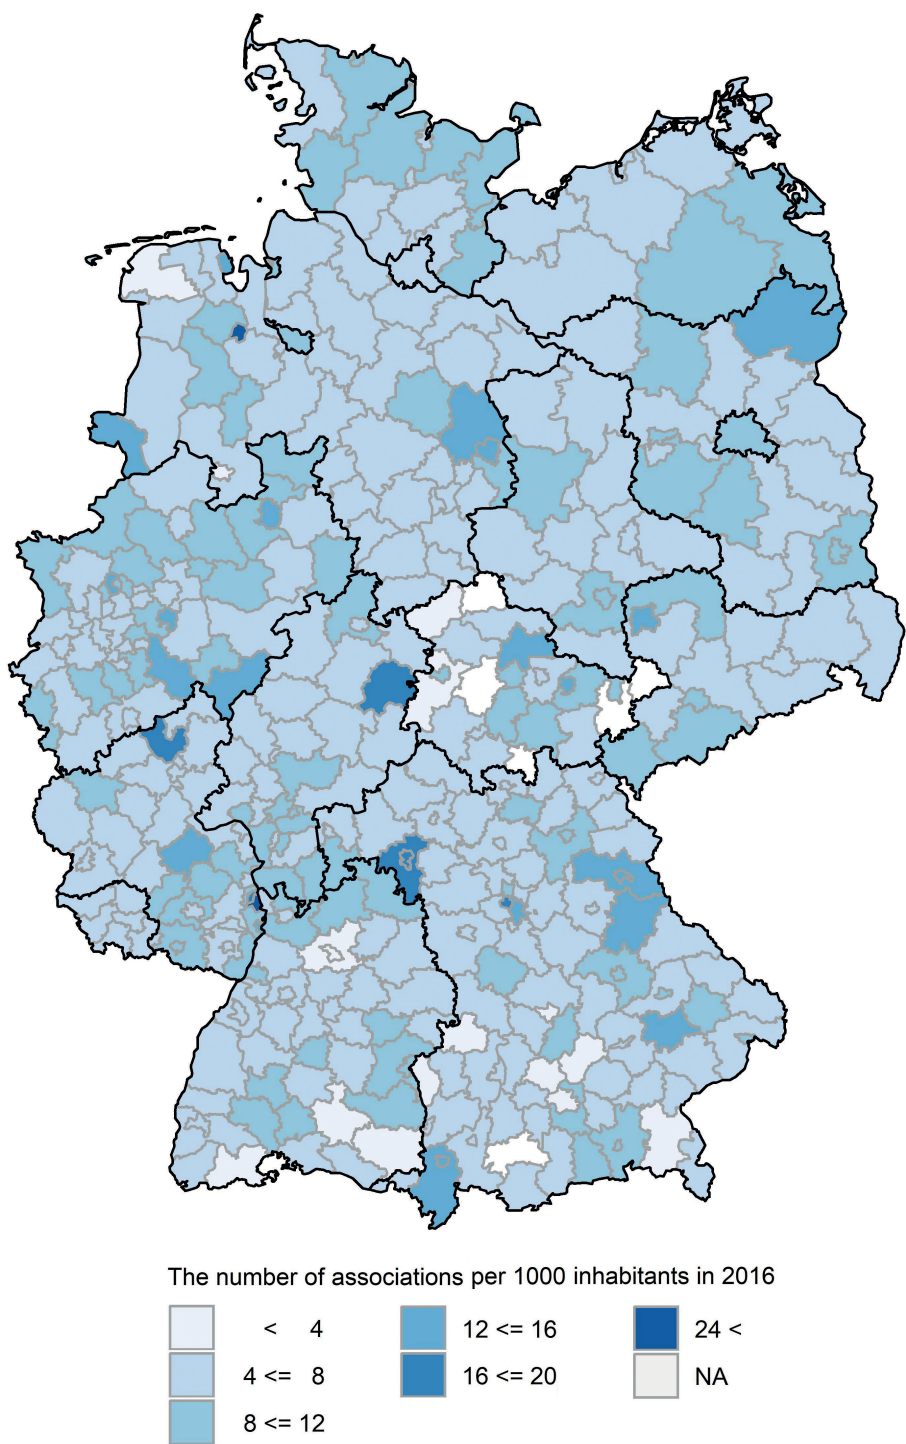 The number of associations per 1000 inhabitants in 2016
< 4
4 <= 8
8 <= 12
12 <= 16
16 <= 20
24 <
NA